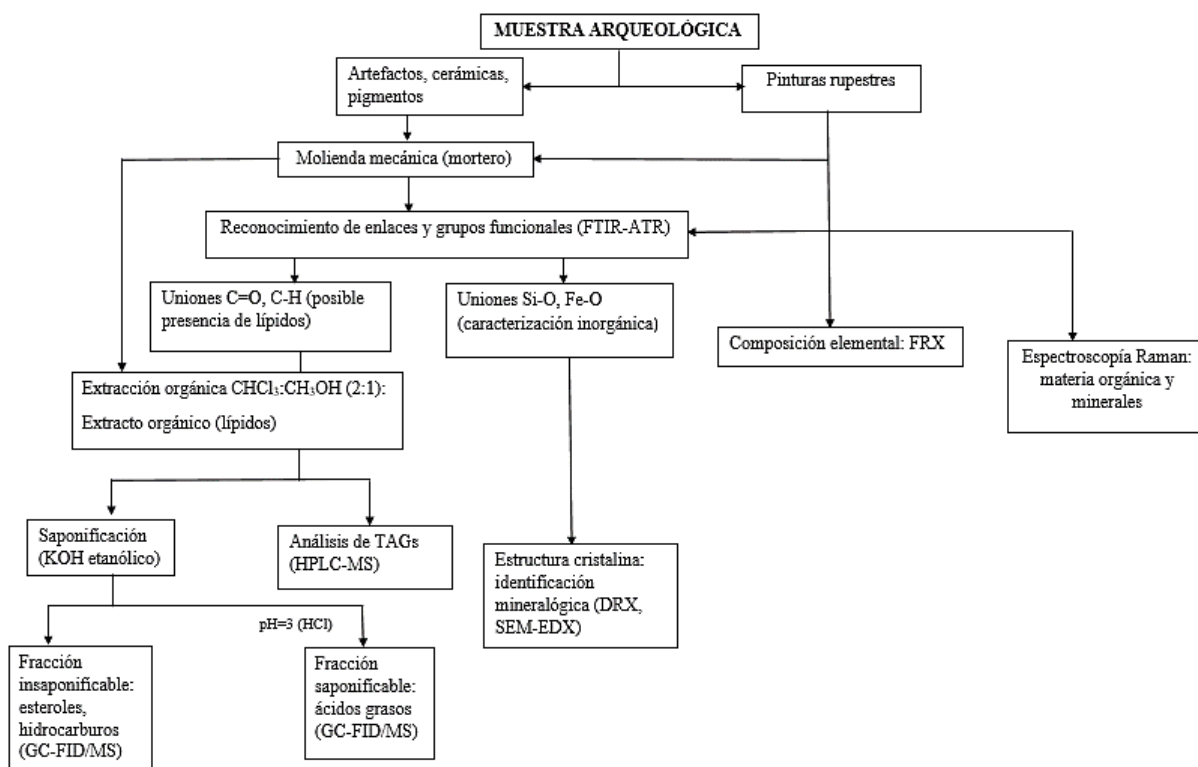 MUESTRA ARQUEOLÓGICA
Artefactos, cerámicas,
pigmentos
Pinturas rupestres
Molienda mecánica (mortero)
Reconocimiento de enlaces y grupos funcionales (FTIR-ATR)
Uniones C=O, C-H (posible
presencia de lípidos)
Uniones Si-O, Fe-O
(caracterización inorgánica)
Composición elemental: FRX
Espectroscopía Raman:
materia orgánica y
minerales
Extracción orgánica CHCl₃:CH₃OH (2:1):
Extracto orgánico (lípidos)
Saponificación
(KOH etanólico)
Análisis de TAGs
(HPLC-MS)
Estructura cristalina:
identificación
mineralógica (DRX,
SEM-EDX)
pH=3 (HCl)
Fracción
insaponificable:
esteroles,
hidrocarburos
(GC-FID/MS)
Fracción
saponificable:
ácidos grasos
(GC-FID/MS)